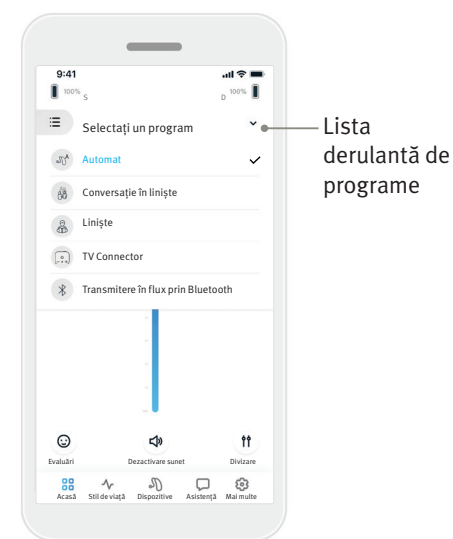 9:41
100% S
D 100%
Selectați un program
Automat
Conversație în liniște
Liniște
TV Connector
Transmitere în flux prin Bluetooth
Evaluări Dezactivare sunet Divizare
Acasă Stil de viață Dispozitive Asistență Mai multe
Lista
derulantă de
programe